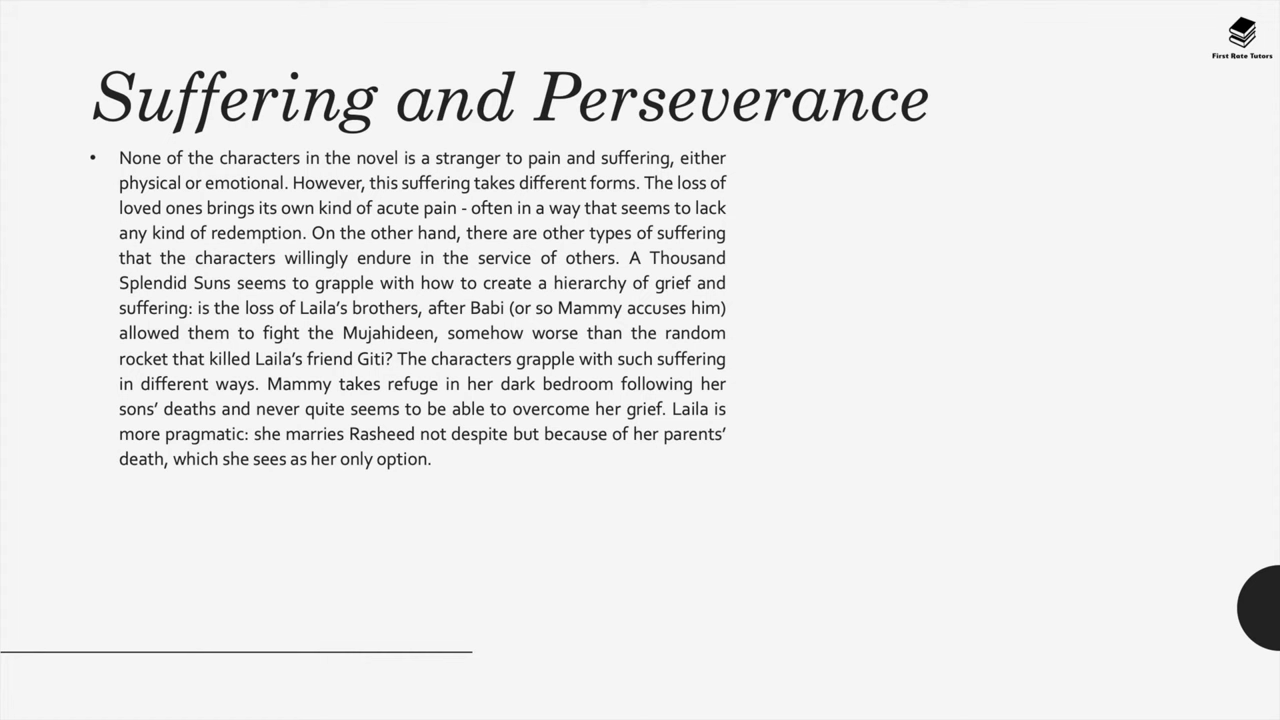 First Rate Tutors
Suffering and Perseverance
• None of the characters in the novel is a stranger to pain and suffering, either
physical or emotional. However, this suffering takes different forms. The loss of
loved ones brings its own kind of acute pain - often in a way that seems to lack
any kind of redemption. On the other hand, there are other types of suffering
that the characters willingly endure in the service of others. A Thousand
Splendid Suns seems to grapple with how to create a hierarchy of grief and
suffering: is the loss of Laila’s brothers, after Babi (or so Mammy accuses him)
allowed them to fight the Mujahideen, somehow worse than the random
rocket that killed Laila’s friend Giti? The characters grapple with such suffering
in different ways. Mammy takes refuge in her dark bedroom following her
sons’ deaths and never quite seems to be able to overcome her grief. Laila is
more pragmatic: she marries Rasheed not despite but because of her parents’
death, which she sees as her only option.